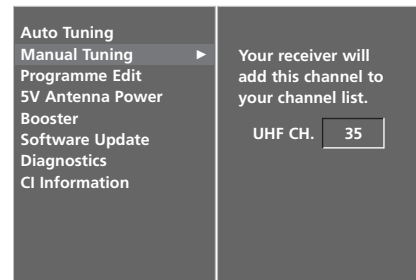 Auto Tuning
Manual Tuning ►
Programme Edit
5V Antenna Power
Booster
Software Update
Diagnostics
CI Information
Your receiver will
add this channel to
your channel list.
UHF CH. 35